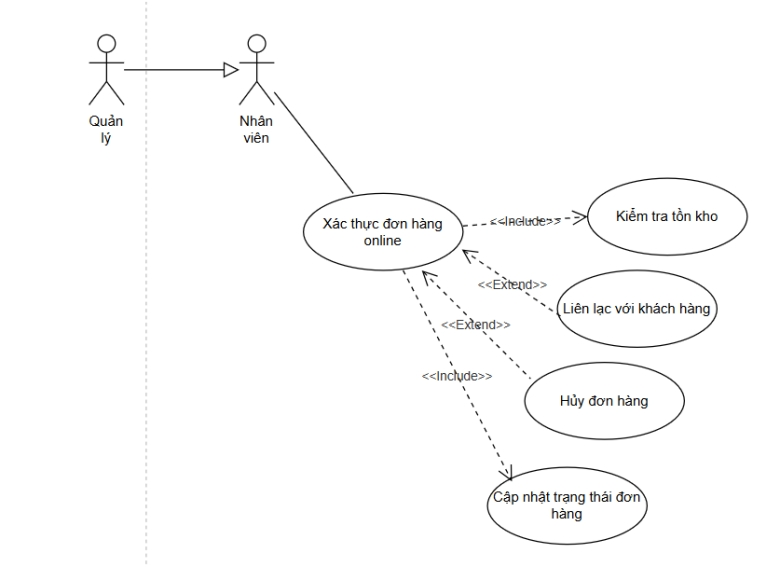 Quản
lý
Nhân
viên
Xác thực đơn hàng
online
<<Include>>
Kiểm tra tồn kho
<<Extend>>
Liên lạc với khách hàng
<<Extend>>
<<Include>>
Hủy đơn hàng
Cập nhật trạng thái đơn
hàng